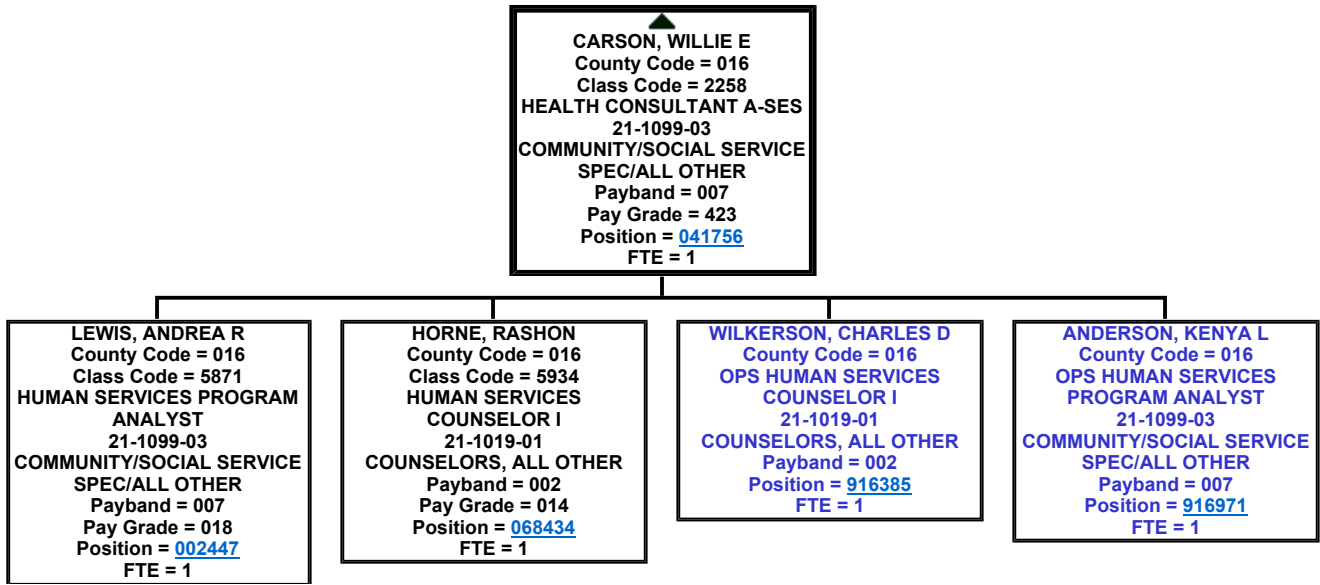 CARSON, WILLIE E
County Code = 016
Class Code = 2258
HEALTH CONSULTANT A-SES
21-1099-03
COMMUNITY/SOCIAL SERVICE
SPEC/ALL OTHER
Payband = 007
Pay Grade = 423
Position = 041756
FTE = 1
LEWIS, ANDREA R
County Code = 016
Class Code = 5871
HUMAN SERVICES PROGRAM
ANALYST
21-1099-03
COMMUNITY/SOCIAL SERVICE
SPEC/ALL OTHER
Payband = 007
Pay Grade = 018
Position = 002447
FTE = 1
HORNE, RASHON
County Code = 016
Class Code = 5934
HUMAN SERVICES
COUNSELOR I
21-1019-01
COUNSELORS, ALL OTHER
Payband = 002
Pay Grade = 014
Position = 068434
FTE = 1
WILKERSON, CHARLES D
County Code = 016
OPS HUMAN SERVICES
COUNSELOR I
21-1019-01
COUNSELORS, ALL OTHER
Payband = 002
Position = 916385
FTE = 1
ANDERSON, KENYA L
County Code = 016
OPS HUMAN SERVICES
PROGRAM ANALYST
21-1099-03
COMMUNITY/SOCIAL SERVICE
SPEC/ALL OTHER
Payband = 007
Position = 916971
FTE = 1